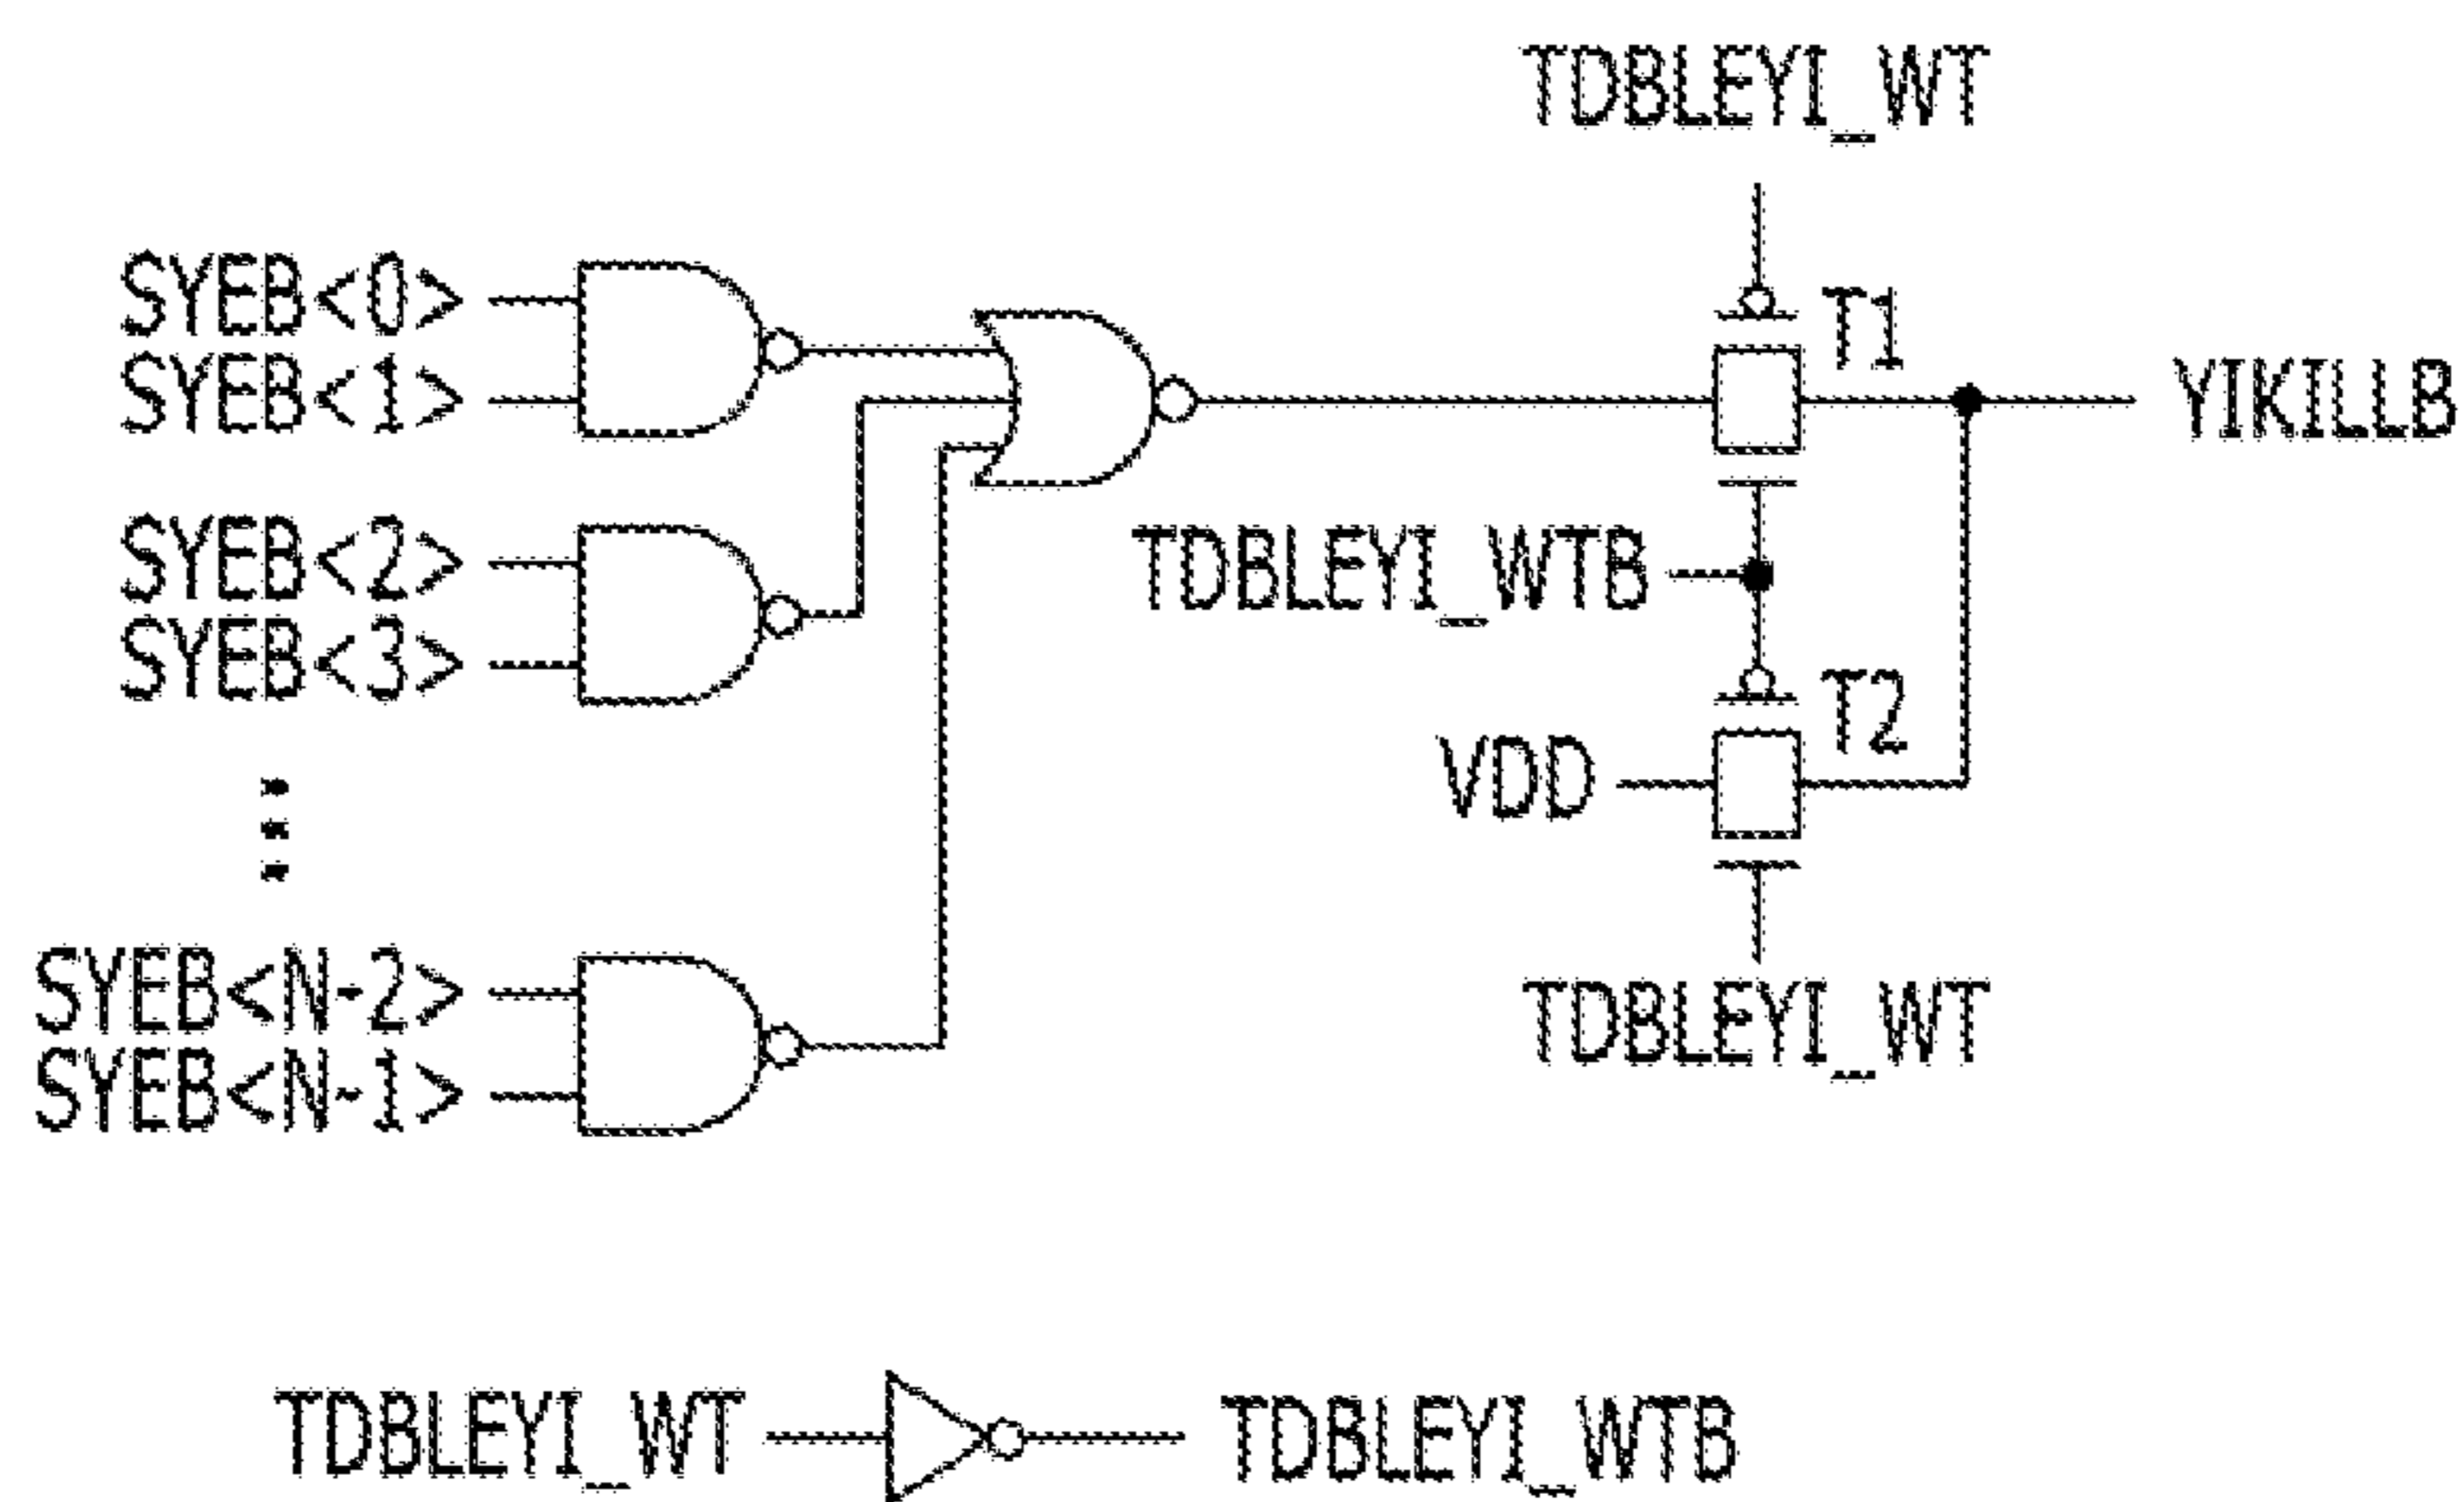 TDBLEYI_WT
SYEB<0>
T1
SYEB<1>
YIKILLB
SYEB<2>
TDBLEYI_WTB
SYEB<3>
T2
VDD
SYEB<N-2>
TDBLEYI_WT
SYEB<N-1>
TDBLEYI_WT
TDBLEYI_WTB